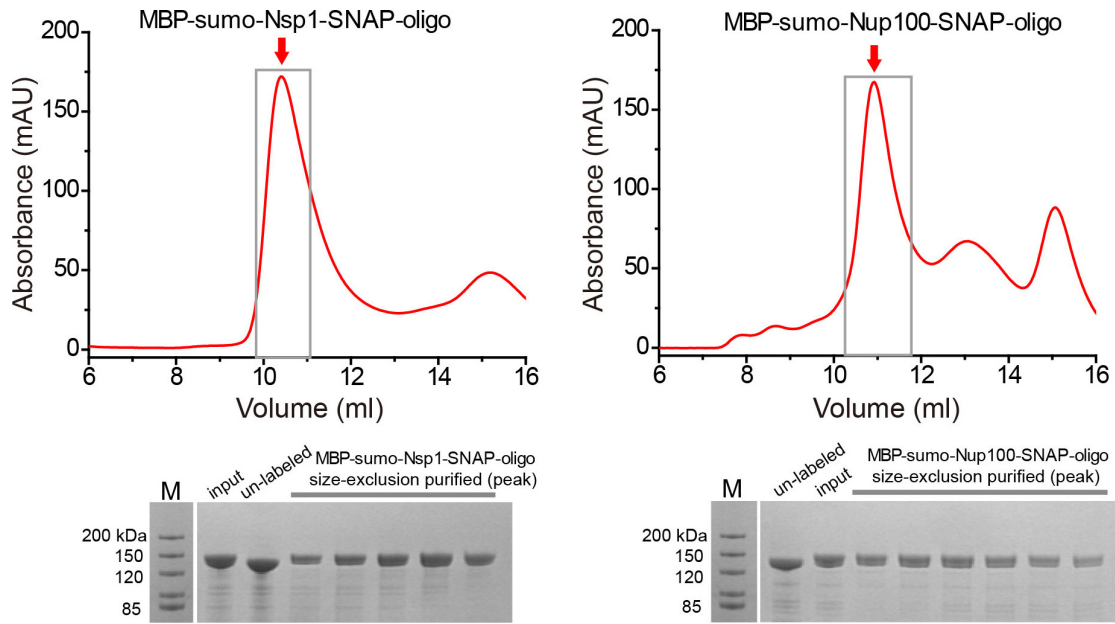 MBP-sumo-Nsp1-SNAP-oligo
200
150
100
50
0
Absorbance (mAU)
6 8 10 12 14 16
Volume (ml)
MBP-sumo-Nup100-SNAP-oligo
200
150
100
50
0
Absorbance (mAU)
6 8 10 12 14 16
Volume (ml)
M
input
un-labeled
MBP-sumo-Nsp1-SNAP-oligo
size-exclusion purified (peak)
200 kDa
150
120
85
M
un-labeled
input
MBP-sumo-Nup100-SNAP-oligo
size-exclusion purified (peak)
200 kDa
150
120
85